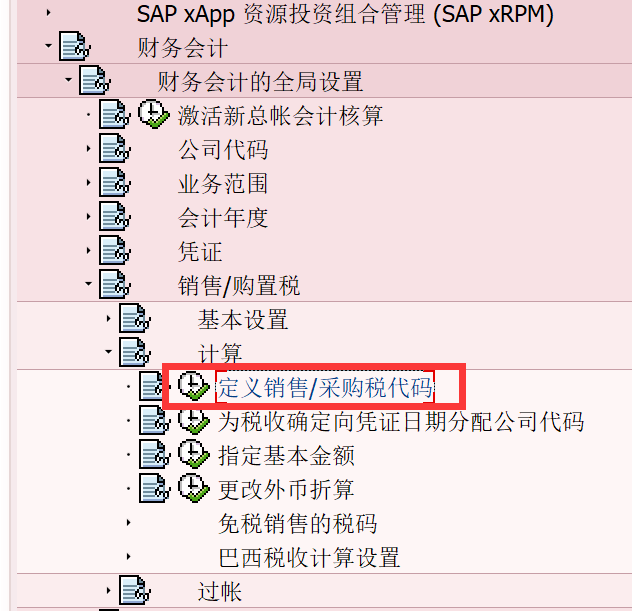 SAP xApp 资源投资组合管理 (SAP xRPM)
财务会计
财务会计的全局设置
激活新总帐会计核算
公司代码
业务范围
会计年度
凭证
销售/购置税
基本设置
计算
定义销售/采购税代码
为税收确定向凭证日期分配公司代码
指定基本金额
更改外币折算
免税销售的税码
巴西税收计算设置
过帐